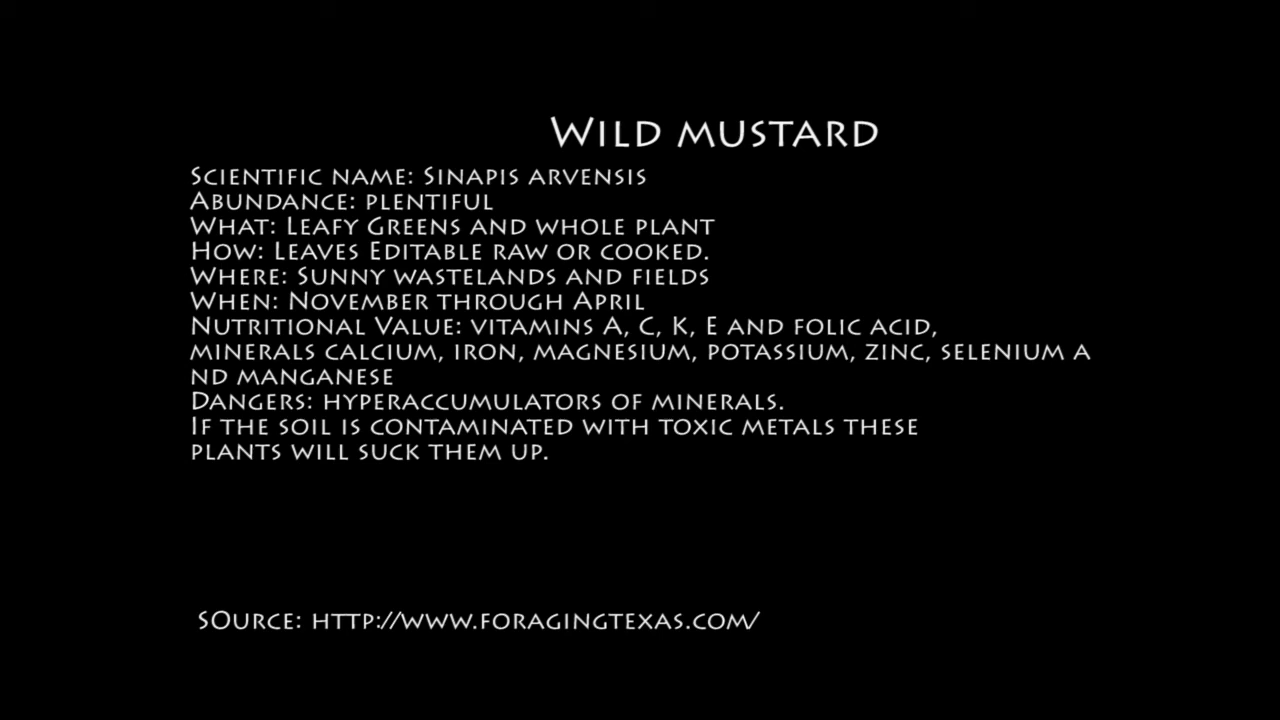 Wild mustard
Scientific name: Sinapis arvensis
Abundance: plentiful
What: Leafy Greens and whole plant
How: Leaves Editable raw or cooked.
Where: Sunny wastelands and fields
When: November through April
Nutritional Value: vitamins A, C, K, E and folic acid,
minerals calcium, iron, magnesium, potassium, zinc, selenium a
nd manganese
Dangers: hyperaccumulators of minerals.
If the soil is contaminated with toxic metals these
plants will suck them up.
sOurce: http://www.foragingtexas.com/